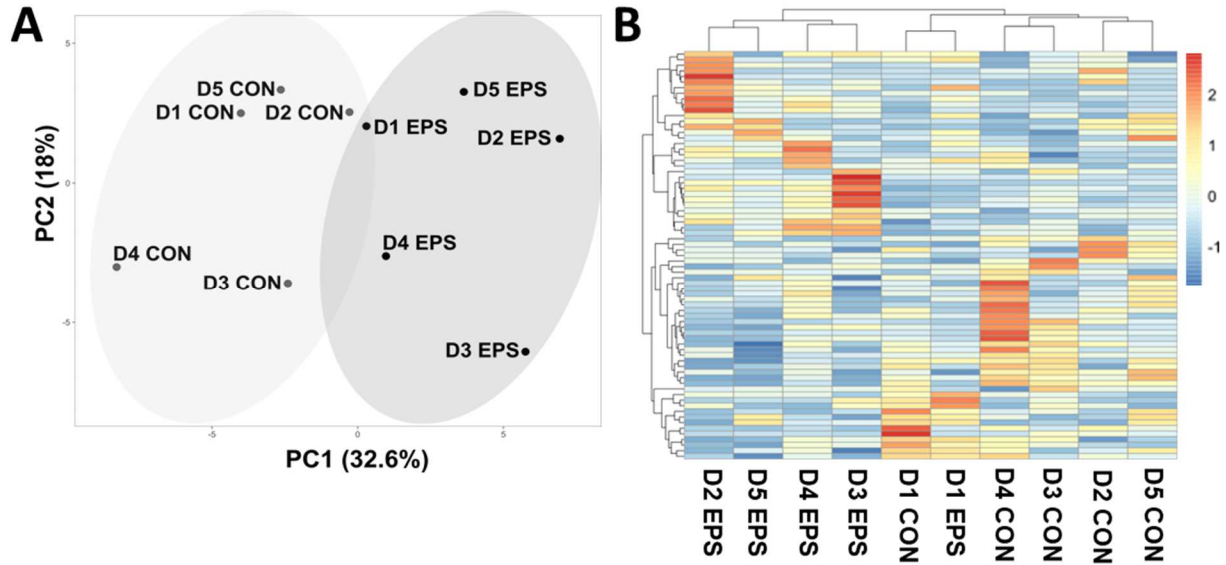 A
5
0
-5
PC2 (18%)
D5 CON
D1 CON
D2 CON
D1 EPS
D5 EPS
D2 EPS
D4 CON
D3 CON
D4 EPS
D3 EPS
-5
0
5
PC1 (32.6%)
B
2
1
0
-1
D2 EPS
D5 EPS
D4 EPS
D3 EPS
D1 CON
D1 EPS
D4 CON
D3 CON
D2 CON
D5 CON